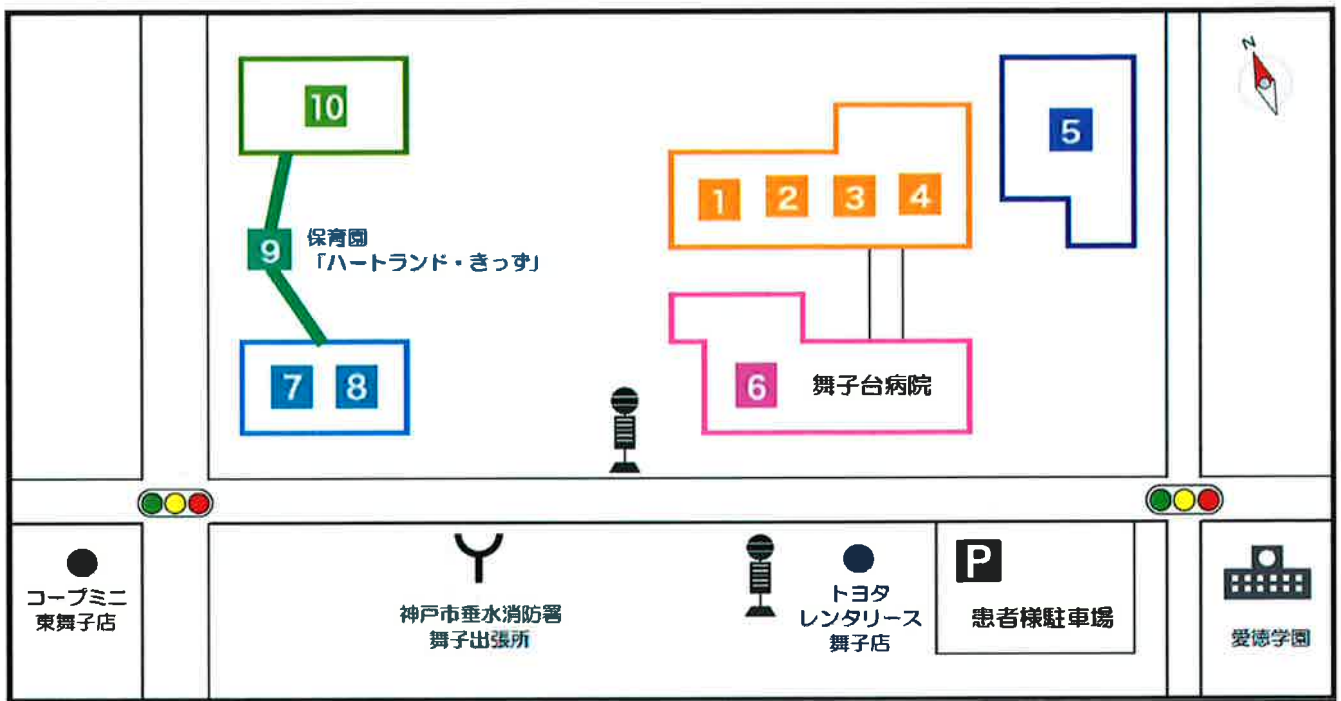 N
10
5
1
2
3
4
9
保育園
「ハートランド・きっず」
7
8
6
舞子台病院
コープミニ
東舞子店
神戸市垂水消防署
舞子出張所
トヨタ
レンタリース
舞子店
P
患者様駐車場
愛徳学園